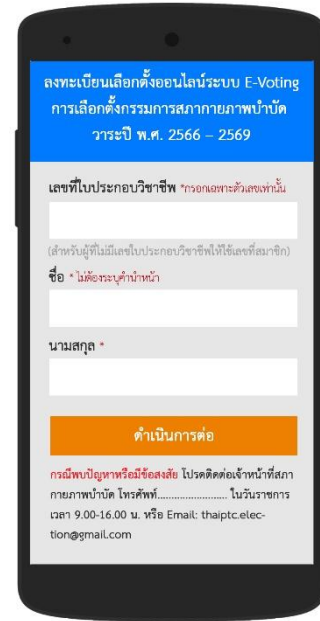 ลงทะเบียนเลือกตั้งออนไลน์ระบบ E-Voting
การเลือกตั้งกรรมการสภากายภาพบำบัด
วาระปี พ.ศ. 2566 – 2569
เลขที่ใบประกอบวิชาชีพ *กรอกเฉพาะตัวเลขเท่านั้น
(สำหรับผู้ที่ไม่มีเลขใบประกอบวิชาชีพให้ใช้เลขที่สมาชิก)
ชื่อ * ไม่ต้องระบุคำนำหน้า
นามสกุล *
ดำเนินการต่อ
กรณีพบปัญหาหรือมีข้อสงสัย โปรดติดต่อเจ้าหน้าที่สภา
กายภาพบำบัด โทรศัพท์......................... ในวันราชการ
เวลา 9.00-16.00 น. หรือ Email: thaiptc.elec-
tion@gmail.com